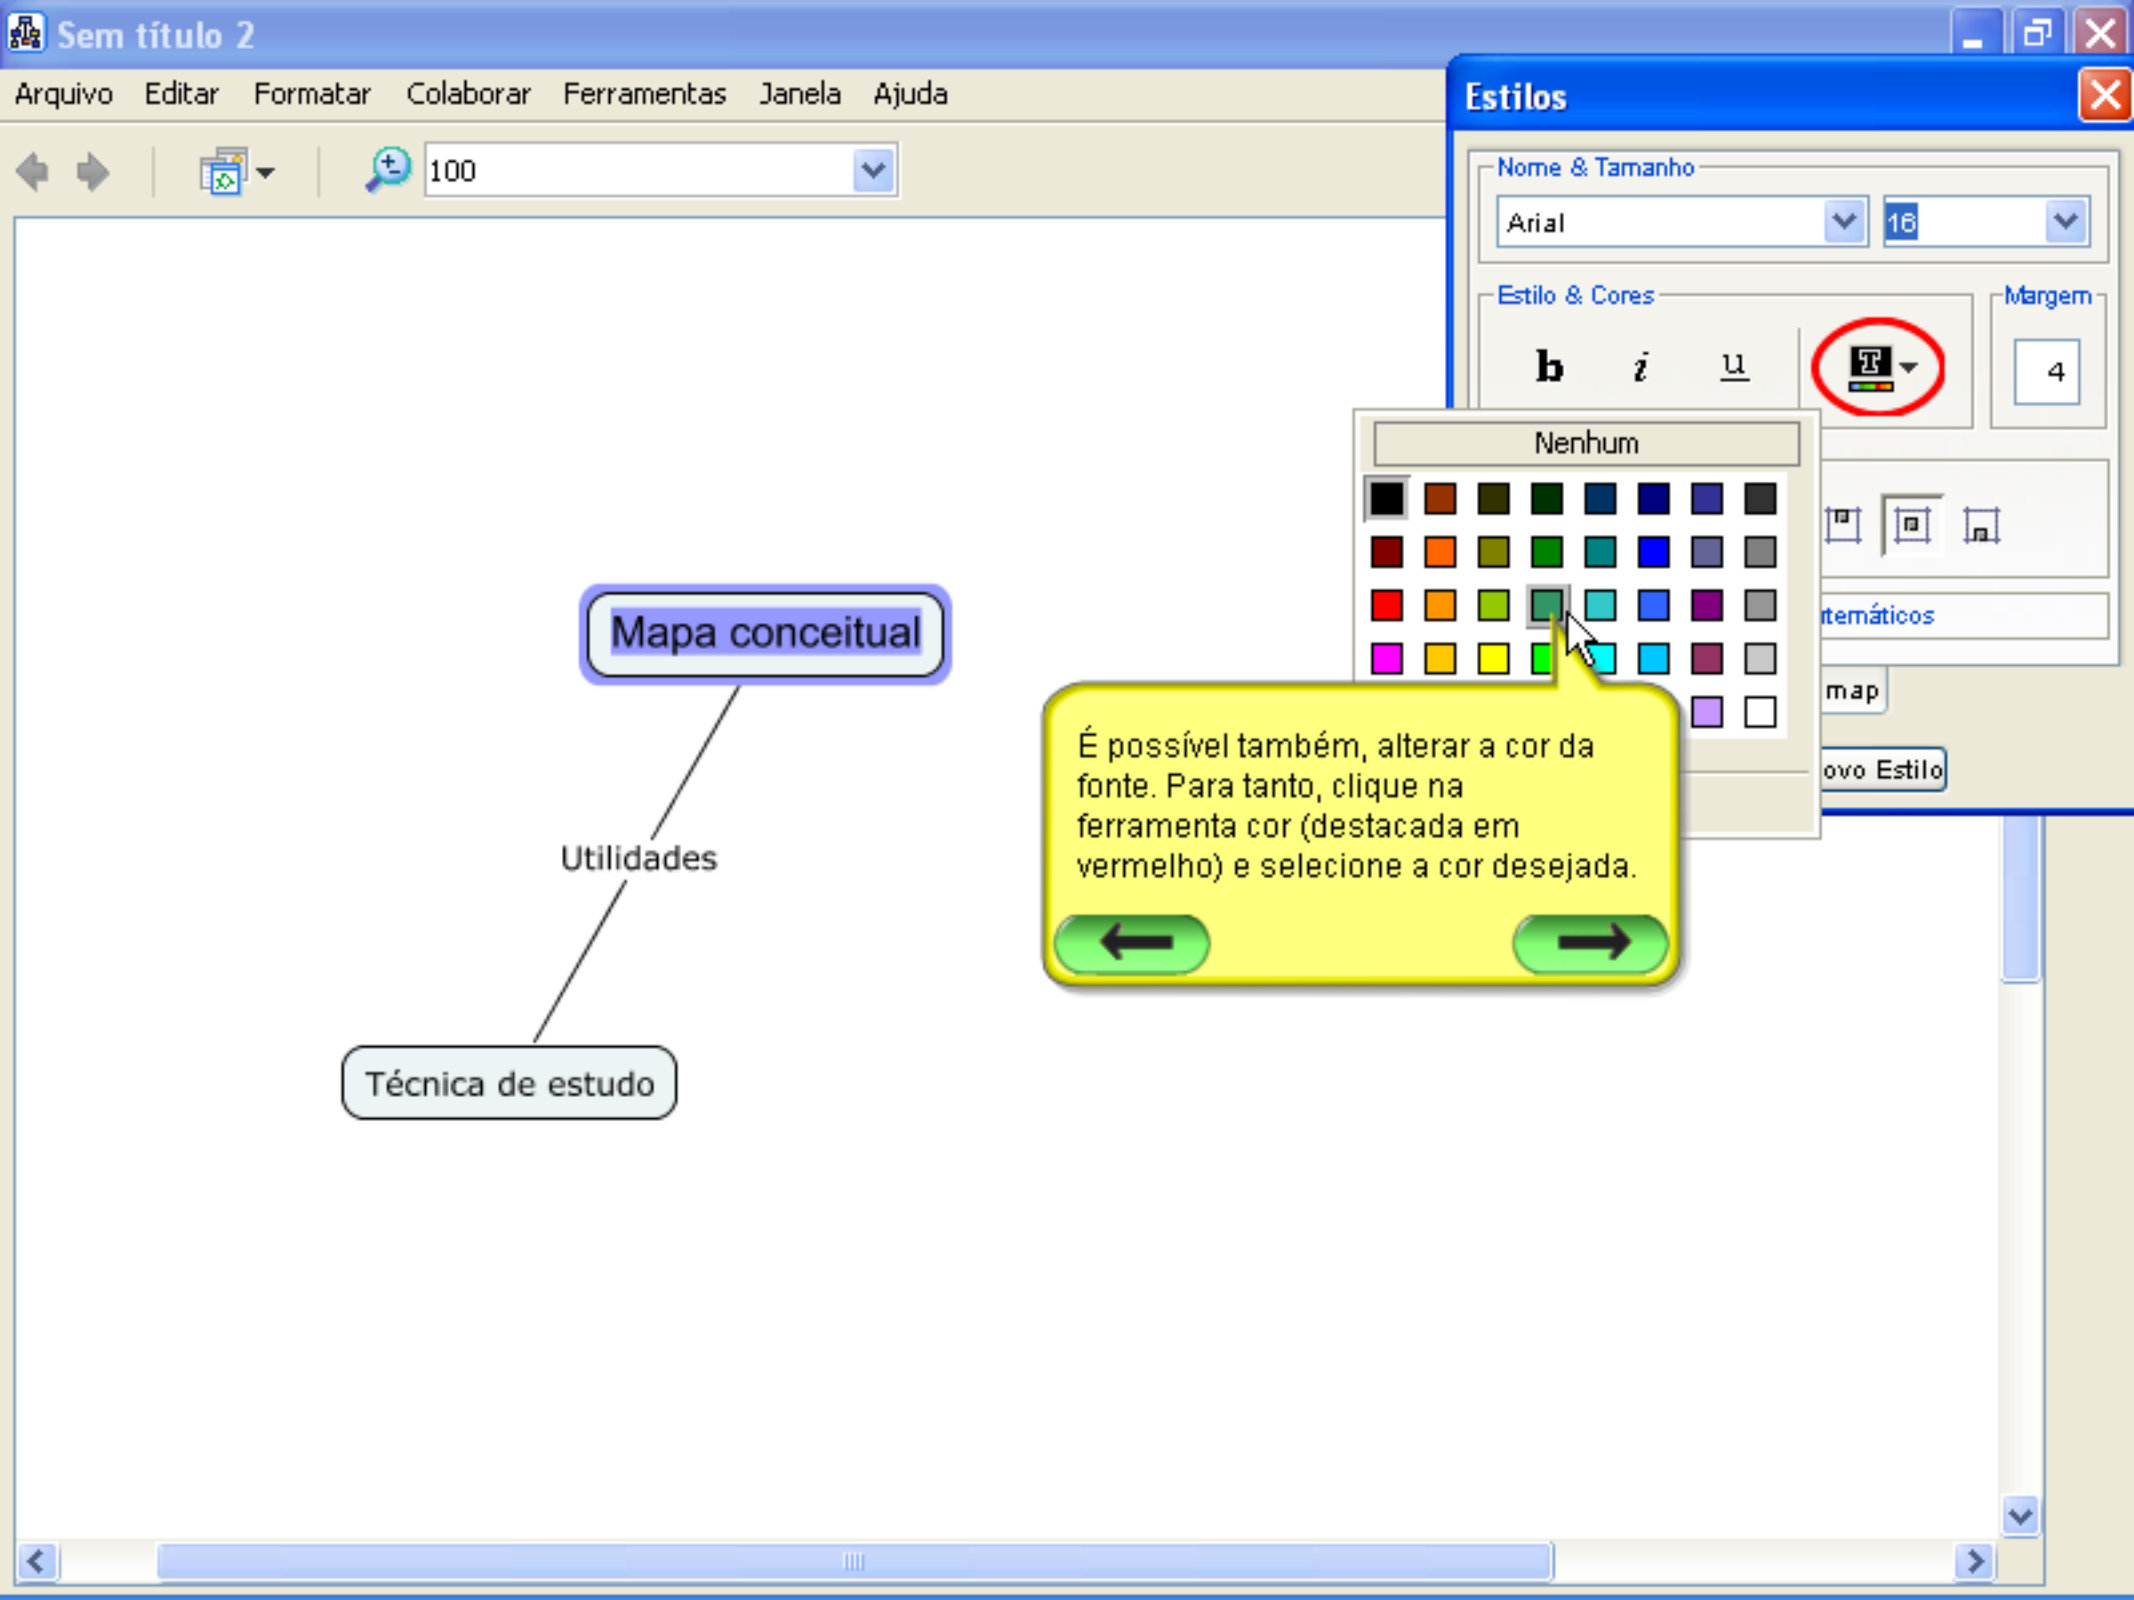 Sem título 2
Arquivo Editar Formatar Colaborar Ferramentas Janela Ajuda
100
Estilos
Nome & Tamanho
Arial 16
Estilo & Cores Margem
b i u T 4
Nenhum
temáticos
map
ovo Estilo
Mapa conceitual
Utilidades
Técnica de estudo
É possível também, alterar a cor da
fonte. Para tanto, clique na
ferramenta cor (destacada em
vermelho) e selecione a cor desejada.